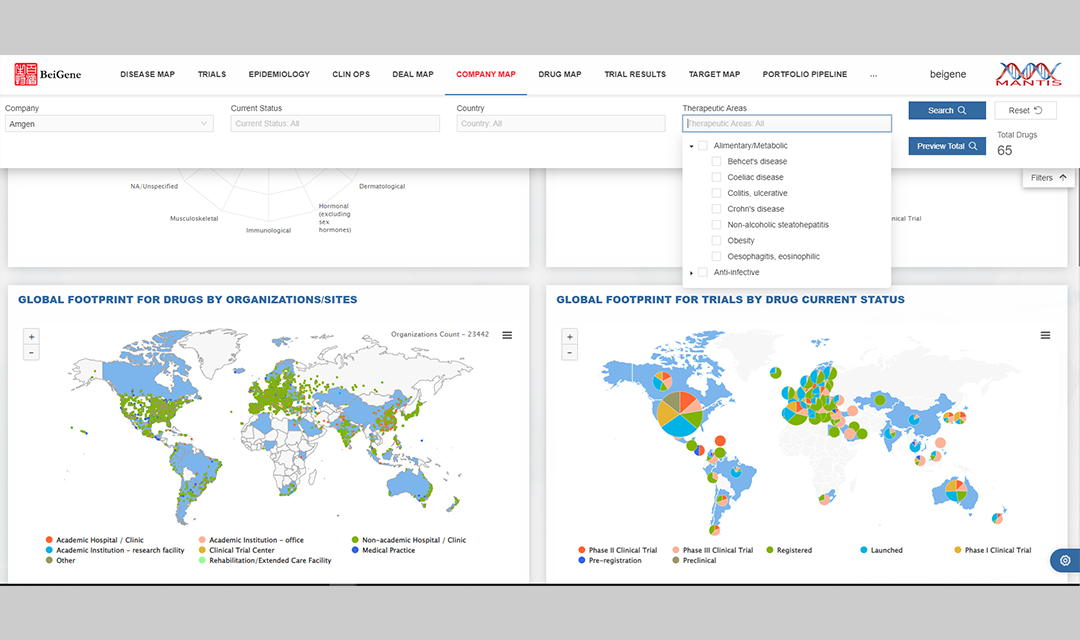 BeiGene
DISEASE MAP
TRIALS
EPIDEMIOLOGY
CLIN OPS
DEAL MAP
COMPANY MAP
DRUG MAP
TRIAL RESULTS
TARGET MAP
PORTFOLIO PIPELINE
...
beigene
MANTIS
Company
Current Status
Country
Therapeutic Areas
Amgen
Current Status: All
Country: All
Therapeutic Areas: All
Search
Reset
Preview Total
Total Drugs
65
Filters
Alimentary/Metabolic
Behcet's disease
Coeliac disease
Colitis, ulcerative
Crohn's disease
Non-alcoholic steatohepatitis
Obesity
Oesophagitis, eosinophilic
Anti-infective
NA/Unspecified
Dermatological
Musculoskeletal
Hormonal
(excluding
sex
hormones)
Immunological
nical Trial
GLOBAL FOOTPRINT FOR DRUGS BY ORGANIZATIONS/SITES
+
-
Organizations Count - 23442
Academic Hospital / Clinic
Academic Institution - office
Non-academic Hospital / Clinic
Academic Institution - research facility
Clinical Trial Center
Medical Practice
Other
Rehabilitation/Extended Care Facility
GLOBAL FOOTPRINT FOR TRIALS BY DRUG CURRENT STATUS
+
-
Phase II Clinical Trial
Phase III Clinical Trial
Registered
Launched
Phase I Clinical Trial
Pre-registration
Preclinical